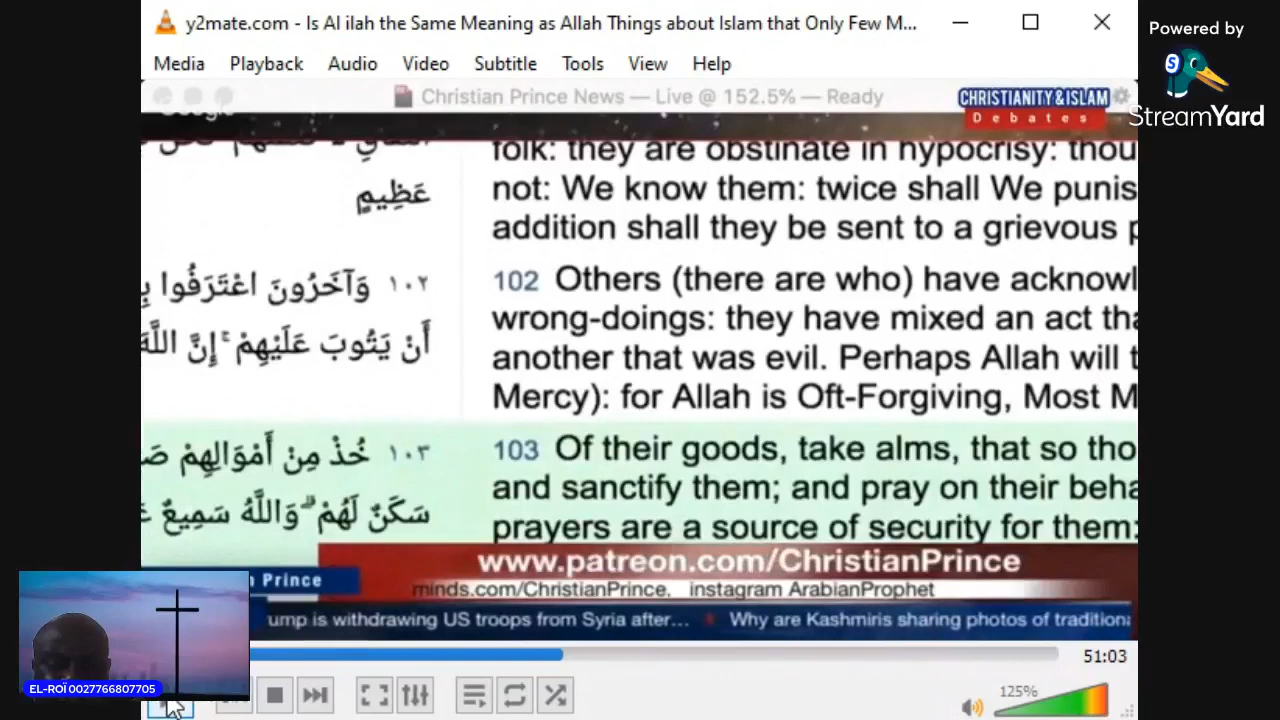 y2mate.com - Is Al ilah the Same Meaning as Allah Things about Islam that Only Few M...
Powered by
StreamYard
Media Playback Audio Video Subtitle Tools View Help
Christian Prince News — Live @ 152.5% — Ready
CHRISTIANITY & ISLAM
Debates
folk: they are obstinate in hypocrisy: thou
not: We know them: twice shall We punis
addition shall they be sent to a grievous p
عَظِيمٍ
102 Others (there are who) have acknowl
wrong-doings: they have mixed an act tha
another that was evil. Perhaps Allah will t
Mercy): for Allah is Oft-Forgiving, Most M
١٠٢ وَآخَرُونَ اعْتَرَفُوا بِ
أَنْ يَتُوبَ عَلَيْهِمْ ۚ إِنَّ اللَّهَ
103 Of their goods, take alms, that so tho
and sanctify them; and pray on their beha
prayers are a source of security for them:
١٠٣ خُذْ مِنْ أَمْوَالِهِمْ صَ
سَكَنٌ لَهُمْ ۗ وَاللَّهُ سَمِيعٌ عَ
www.patreon.com/ChristianPrince
n Prince
minds.com/ChristianPrince, instagram ArabianProphet
ump is withdrawing US troops from Syria after... Why are Kashmiris sharing photos of traditiona
51:03
EL-ROÏ 0027766807705
125%